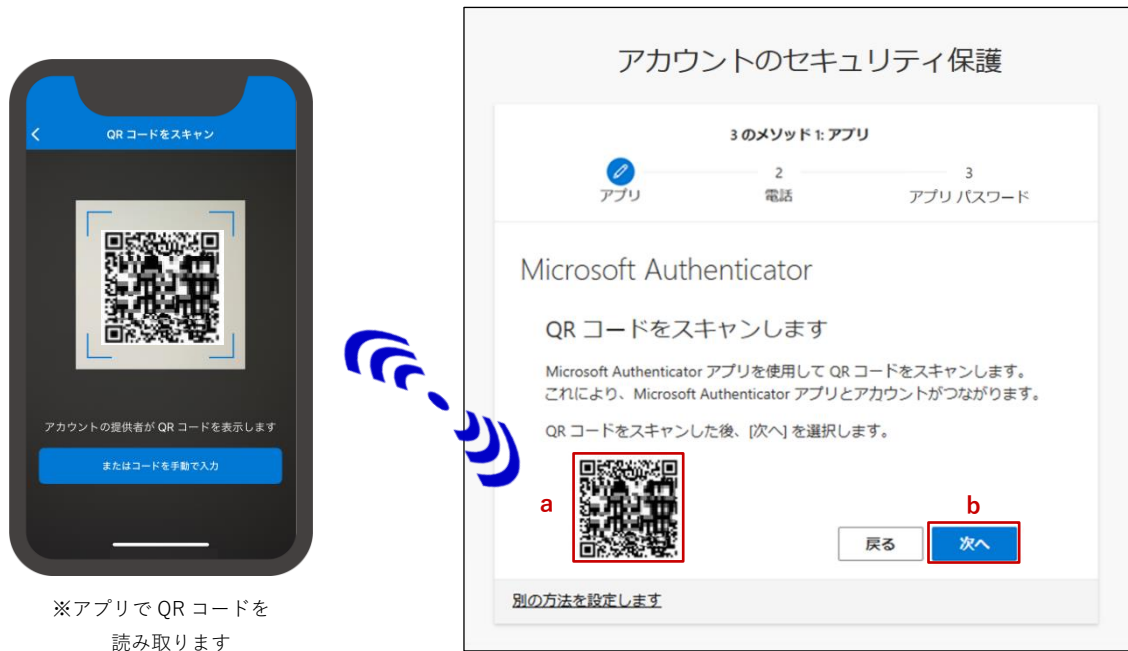 QR コードをスキャン
アカウントの提供者が QR コードを表示します
またはコードを手動で入力
※アプリで QR コードを
読み取ります
アカウントのセキュリティ保護
3 のメソッド 1: アプリ
2
3
アプリ
電話
アプリ パスワード
Microsoft Authenticator
QR コードをスキャンします
Microsoft Authenticator アプリを使用して QR コードをスキャンします。
これにより、Microsoft Authenticator アプリとアカウントがつながります。
QR コードをスキャンした後、[次へ] を選択します。
a
b
戻る
次へ
別の方法を設定します